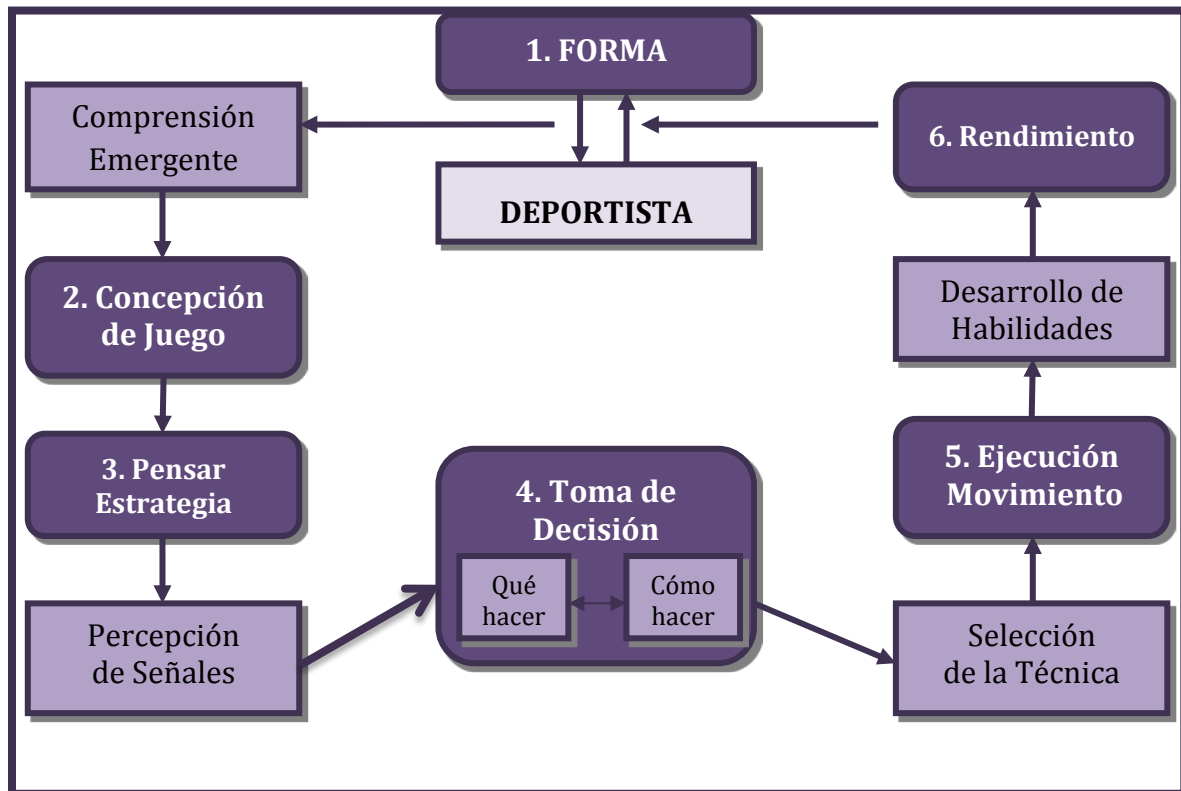 1. FORMA
Comprensión
Emergente
6. Rendimiento
DEPORTISTA
2. Concepción
de Juego
Desarrollo de
Habilidades
3. Pensar
Estrategia
4. Toma de
Decisión
5. Ejecución
Movimiento
Qué
hacer
Cómo
hacer
Percepción
de Señales
Selección
de la Técnica